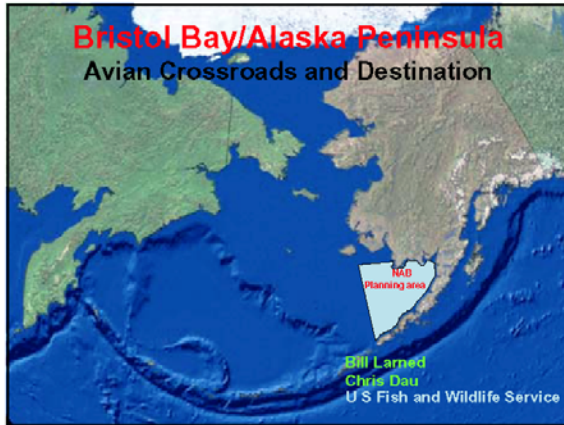 Bristol Bay/Alaska Peninsula
Avian Crossroads and Destination
NAB
Planning area
Bill Larned
Chris Dau
U S Fish and Wildlife Service